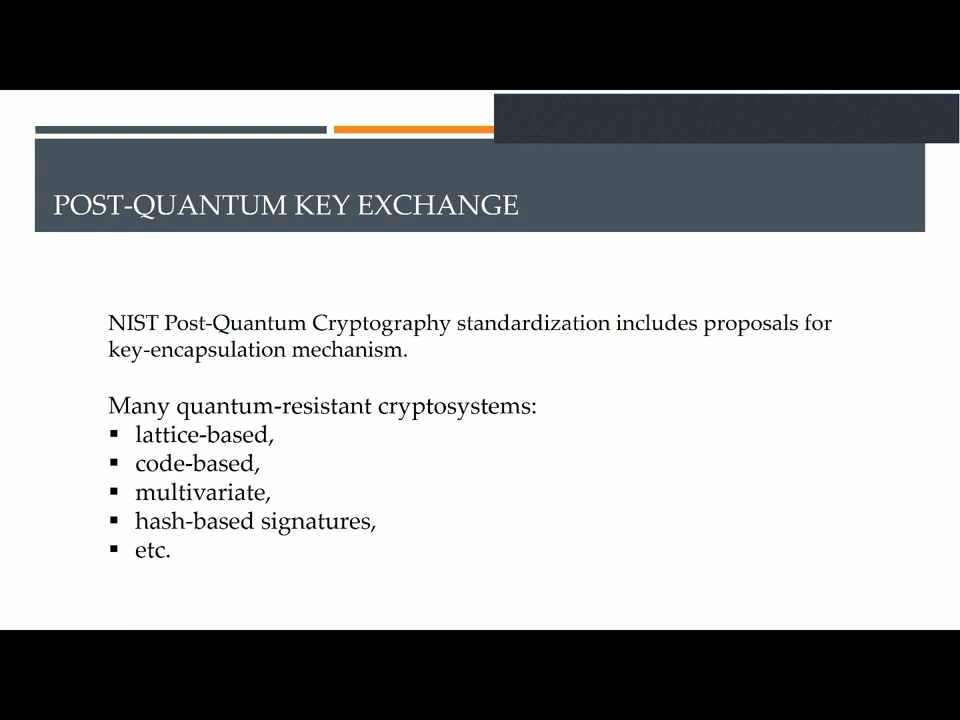 POST-QUANTUM KEY EXCHANGE
NIST Post-Quantum Cryptography standardization includes proposals for
key-encapsulation mechanism.
Many quantum-resistant cryptosystems:
▪ lattice-based,
▪ code-based,
▪ multivariate,
▪ hash-based signatures,
▪ etc.